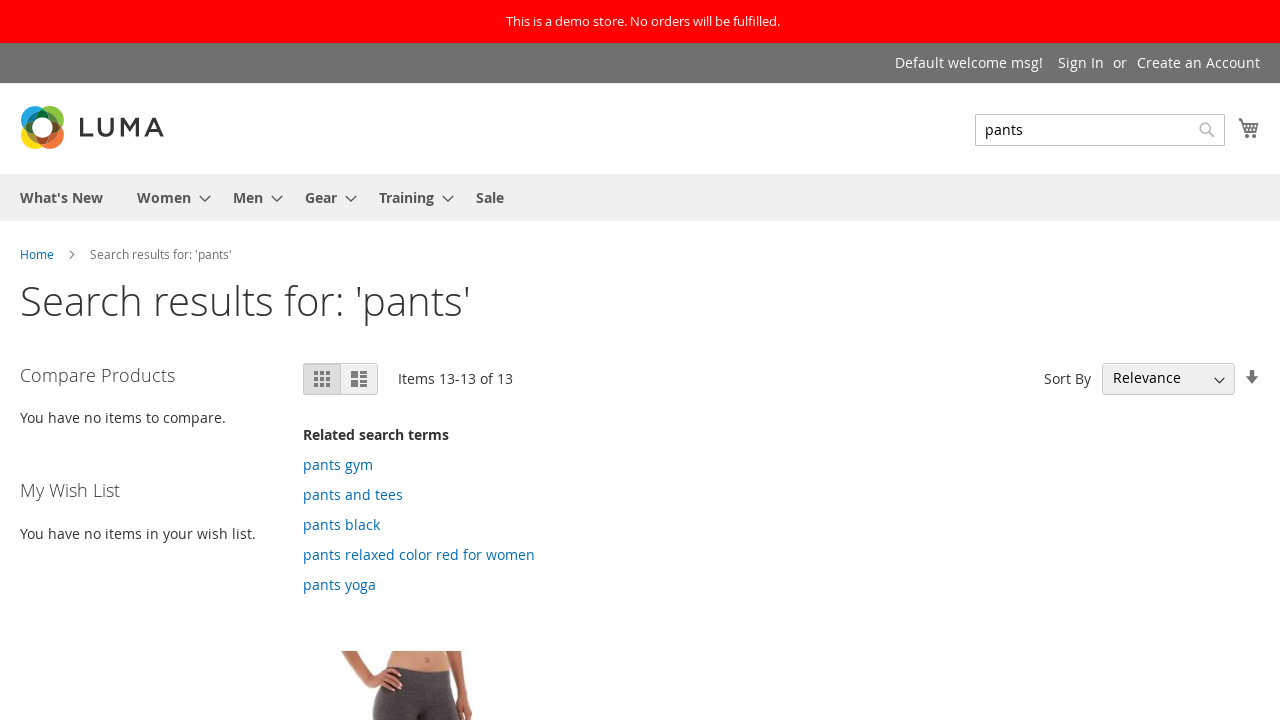 This is a demo store. No orders will be fulfilled.
Default welcome msg! Sign In or Create an Account
LUMA
pants
What's New Women Men Gear Training Sale
Home Search results for: 'pants'
Search results for: 'pants'
Compare Products
You have no items to compare.
My Wish List
You have no items in your wish list.
Items 13-13 of 13
Sort By Relevance
Related search terms
pants gym
pants and tees
pants black
pants relaxed color red for women
pants yoga